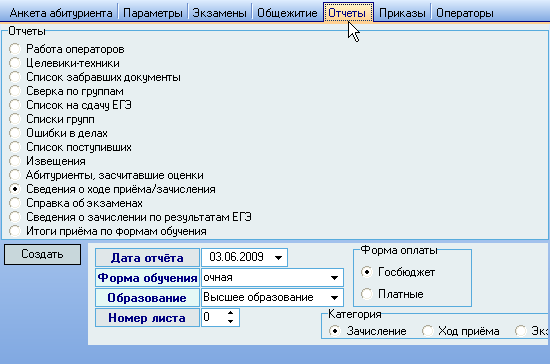 Анкета абитуриента Параметры Экзамены Общежитие Отчеты Приказы Операторы
Отчеты
Работа операторов
Целевики-техники
Список забравших документы
Сверка по группам
Список на сдачу ЕГЭ
Списки групп
Ошибки в делах
Список поступивших
Извещения
Абитуриенты, засчитавшие оценки
Сведения о ходе приёма/зачисления
Справка об экзаменах
Сведения о зачислении по результатам ЕГЭ
Итоги приёма по формам обучения
Создать
Дата отчёта 03.06.2009
Форма обучения очная
Образование Высшее образование
Номер листа 0
Форма оплаты
Госбюджет
Платные
Категория
Зачисление Ход приёма Эк